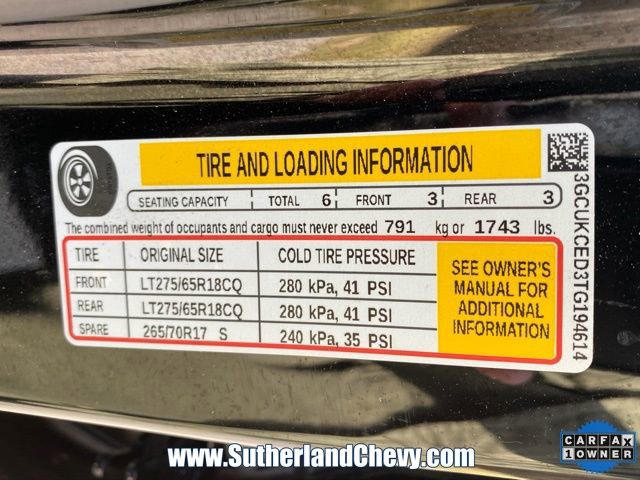 TIRE AND LOADING INFORMATION
SEATING CAPACITY TOTAL 6 FRONT 3 REAR 3
The combined weight of occupants and cargo must never exceed 791 kg or 1743 lbs.
TIRE ORIGINAL SIZE COLD TIRE PRESSURE
FRONT LT275/65R18CQ 280 kPa, 41 PSI
REAR LT275/65R18CQ 280 kPa, 41 PSI
SPARE 265/70R17 S 240 kPa, 35 PSI
SEE OWNER'S
MANUAL FOR
ADDITIONAL
INFORMATION
3GCUKCED3TG194614
www.SutherlandChevy.com
CARFAX
1 OWNER